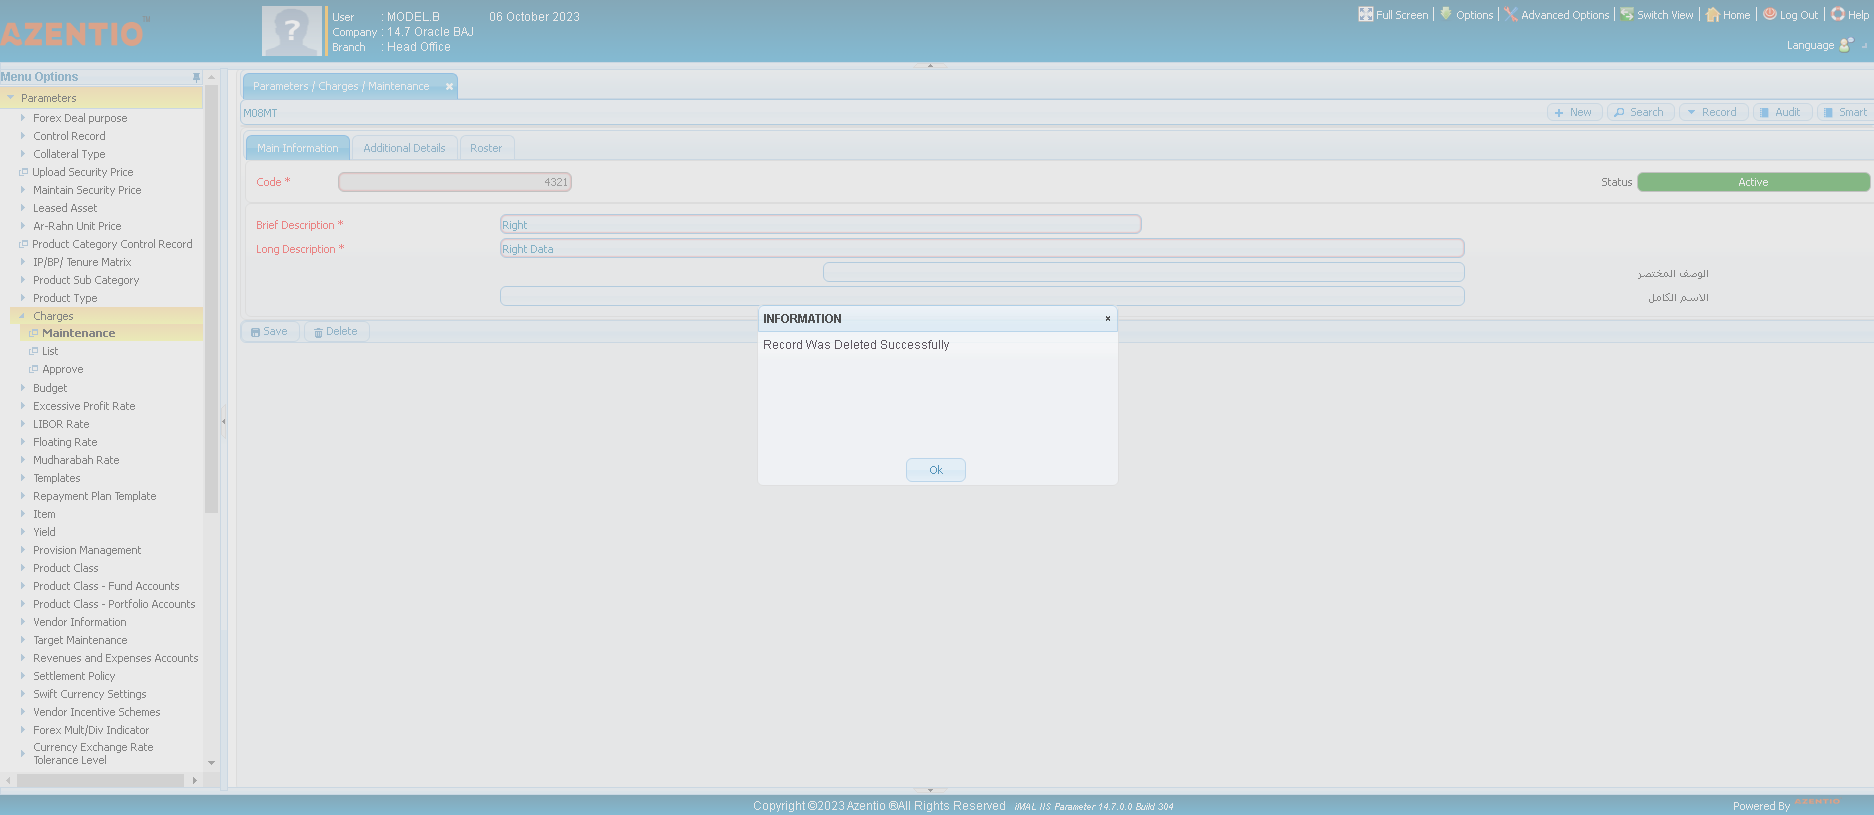 AZENTIO
User : MODEL.B 06 October 2023
Company : 14.7 Oracle BAJ
Branch : Head Office
Full Screen Options Advanced Options Switch View Home Log Out Help
Language
Menu Options
Parameters
Forex Deal purpose
Control Record
Collateral Type
Upload Security Price
Maintain Security Price
Leased Asset
Ar-Rahn Unit Price
Product Category Control Record
IP/BP/ Tenure Matrix
Product Sub Category
Product Type
Charges
Maintenance
List
Approve
Budget
Excessive Profit Rate
LIBOR Rate
Floating Rate
Mudharabah Rate
Templates
Repayment Plan Template
Item
Yield
Provision Management
Product Class
Product Class - Fund Accounts
Product Class - Portfolio Accounts
Vendor Information
Target Maintenance
Revenues and Expenses Accounts
Settlement Policy
Swift Currency Settings
Vendor Incentive Schemes
Forex Mult/Div Indicator
Currency Exchange Rate
Tolerance Level
Parameters / Charges / Maintenance
M08MT
New Search Record Audit Smart
Main Information Additional Details Roster
Code * 4321 Status Active
Brief Description * Right
Long Description * Right Data
الوصف المختصر
الاسم الكامل
Save Delete
INFORMATION
Record Was Deleted Successfully
Ok
Copyright ©2023 Azentio ®All Rights Reserved iMAL IIS Parameter 14.7.0.0 Build 304
Powered By AZENTIO